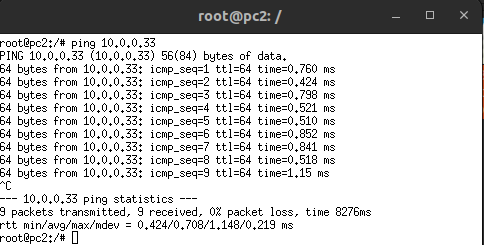 root@pc2: /
root@pc2:/# ping 10.0.0.33
PING 10.0.0.33 (10.0.0.33) 56(84) bytes of data.
64 bytes from 10.0.0.33: icmp_seq=1 ttl=64 time=0.760 ms
64 bytes from 10.0.0.33: icmp_seq=2 ttl=64 time=0.424 ms
64 bytes from 10.0.0.33: icmp_seq=3 ttl=64 time=0.798 ms
64 bytes from 10.0.0.33: icmp_seq=4 ttl=64 time=0.521 ms
64 bytes from 10.0.0.33: icmp_seq=5 ttl=64 time=0.510 ms
64 bytes from 10.0.0.33: icmp_seq=6 ttl=64 time=0.852 ms
64 bytes from 10.0.0.33: icmp_seq=7 ttl=64 time=0.841 ms
64 bytes from 10.0.0.33: icmp_seq=8 ttl=64 time=0.518 ms
64 bytes from 10.0.0.33: icmp_seq=9 ttl=64 time=1.15 ms
^C
--- 10.0.0.33 ping statistics ---
9 packets transmitted, 9 received, 0% packet loss, time 8276ms
rtt min/avg/max/mdev = 0.424/0.708/1.148/0.219 ms
root@pc2:/#